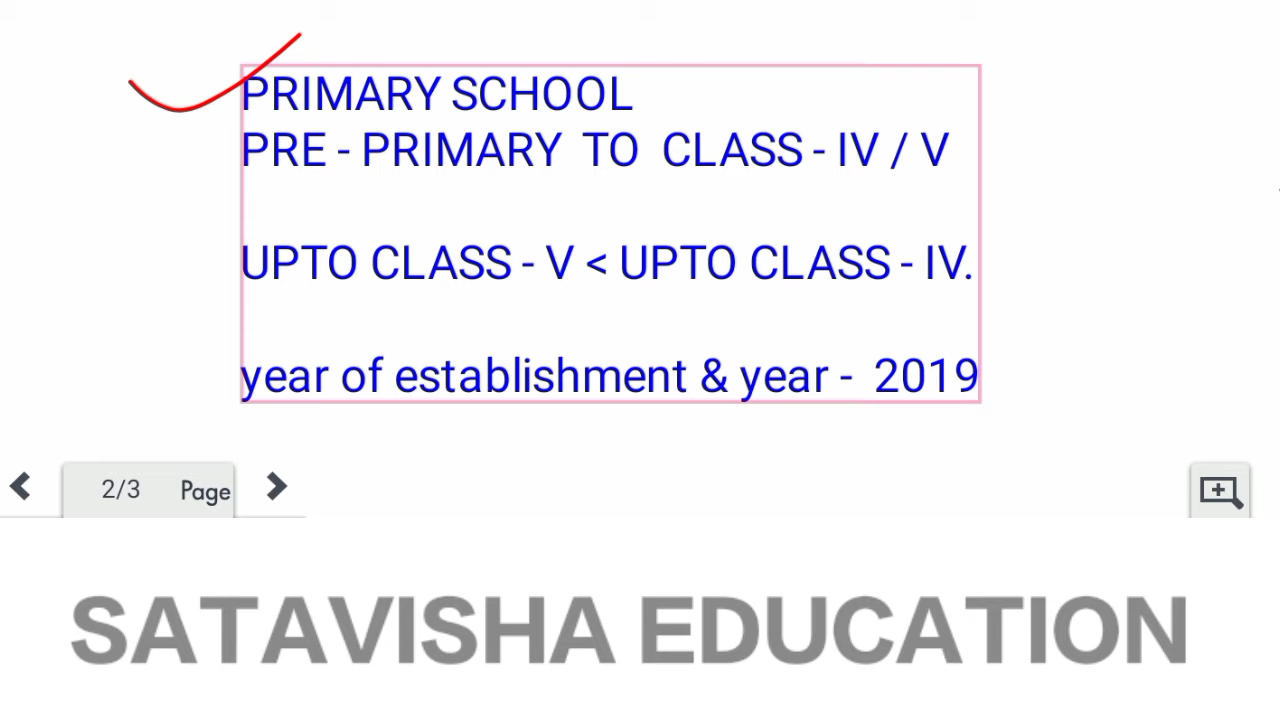 PRIMARY SCHOOL
PRE - PRIMARY TO CLASS - IV / V
UPTO CLASS - V < UPTO CLASS - IV.
year of establishment & year - 2019
2/3 Page
SATAVISHA EDUCATION